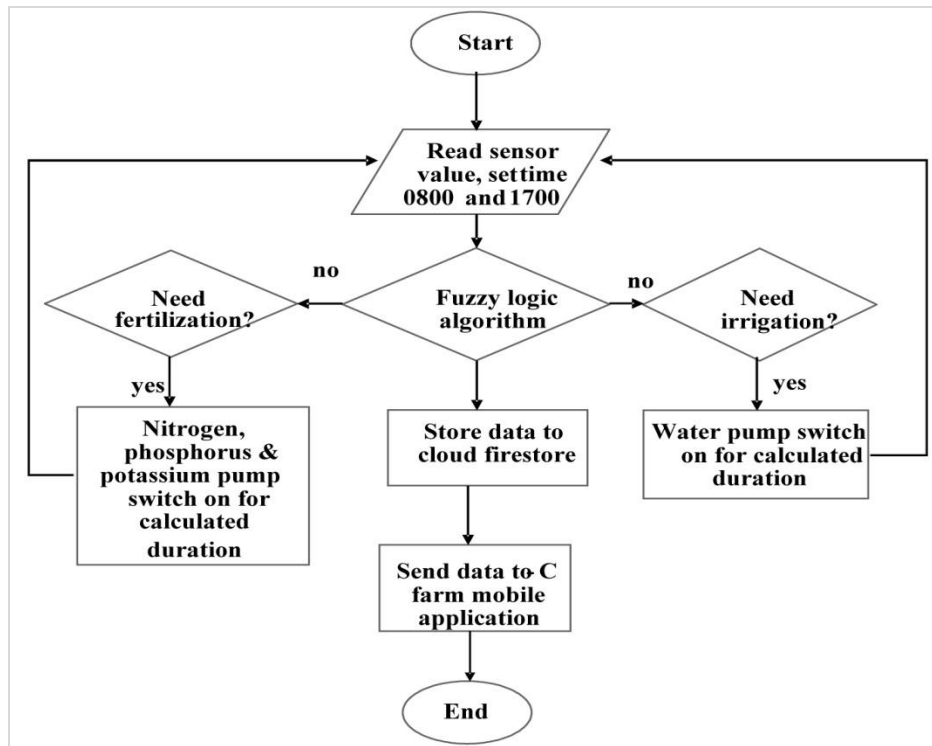 Start
Read sensor
value, settime
0800 and 1700
no
Need
fertilization?
Fuzzy logic
algorithm
no
Need
irrigation?
yes
Nitrogen,
phosphorus &
potassium pump
switch on for
calculated
duration
Store data to
cloud firestore
yes
Water pump switch
on for calculated
duration
Send data to- C
farm mobile
application
End